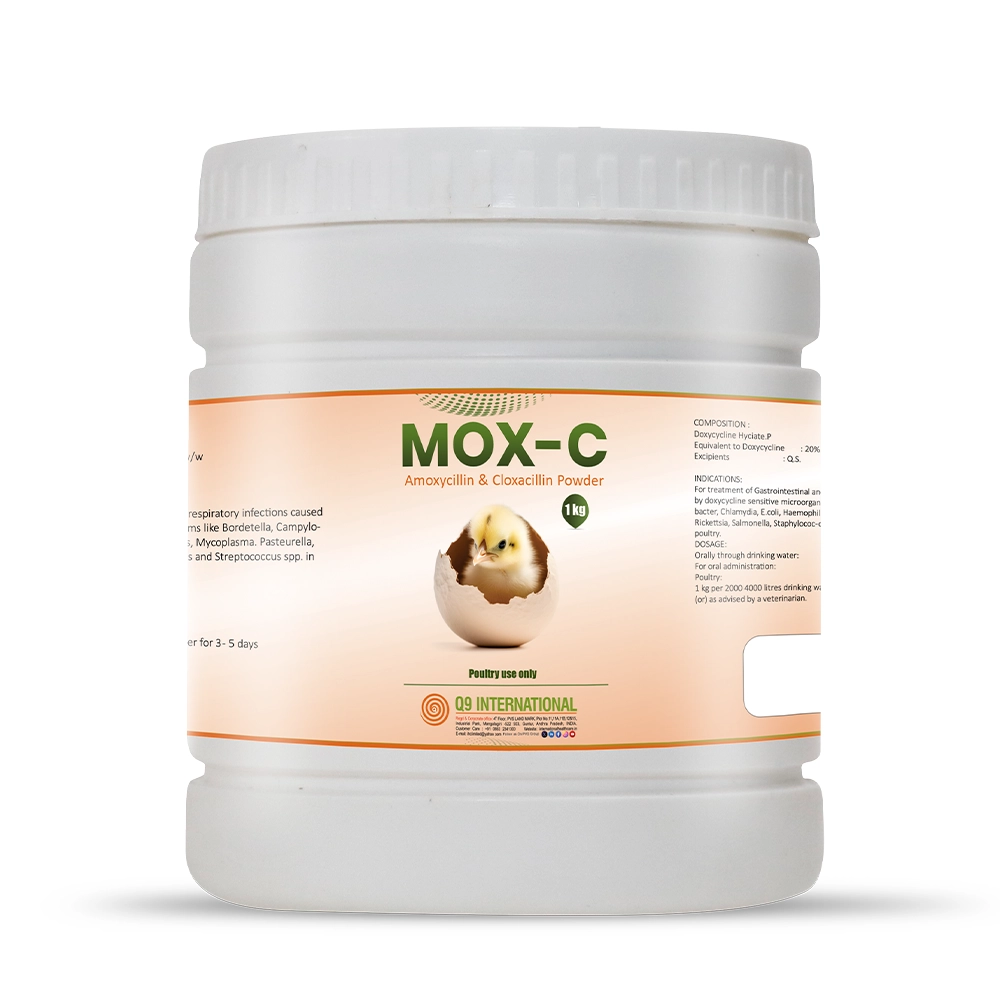 MOX-C
Amoxycillin & Cloxacillin Powder
1 kg
Poultry use only
Q9 INTERNATIONAL
/w
respiratory infections caused
ms like Bordetella, Campylo-
s, Mycoplasma. Pasteurella,
s and Streptococcus spp. in
er for 3- 5 days
COMPOSITION :
Doxycycline Hyclate.P
Equivalent to Doxycycline : 20%
Excipients : Q.S.
INDICATIONS:
For treatment of Gastrointestinal and
by doxycycline sensitive microorgan
bacter, Chlamydia, E.coli, Haemophil
Rickettsia, Salmonella, Staphylococ-c
poultry.
DOSAGE:
Orally through drinking water:
For oral administration:
Poultry:
1 kg per 2000 4000 litres drinking wa
(or) as advised by a veterinarian.